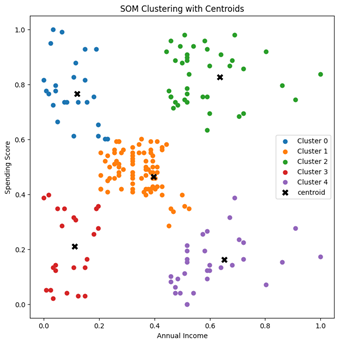 SOM Clustering with Centroids
1.0
0.8
0.6
0.4
0.2
0.0
Spending Score
Cluster 0
Cluster 1
Cluster 2
Cluster 3
Cluster 4
centroid
0.0 0.2 0.4 0.6 0.8 1.0
Annual Income